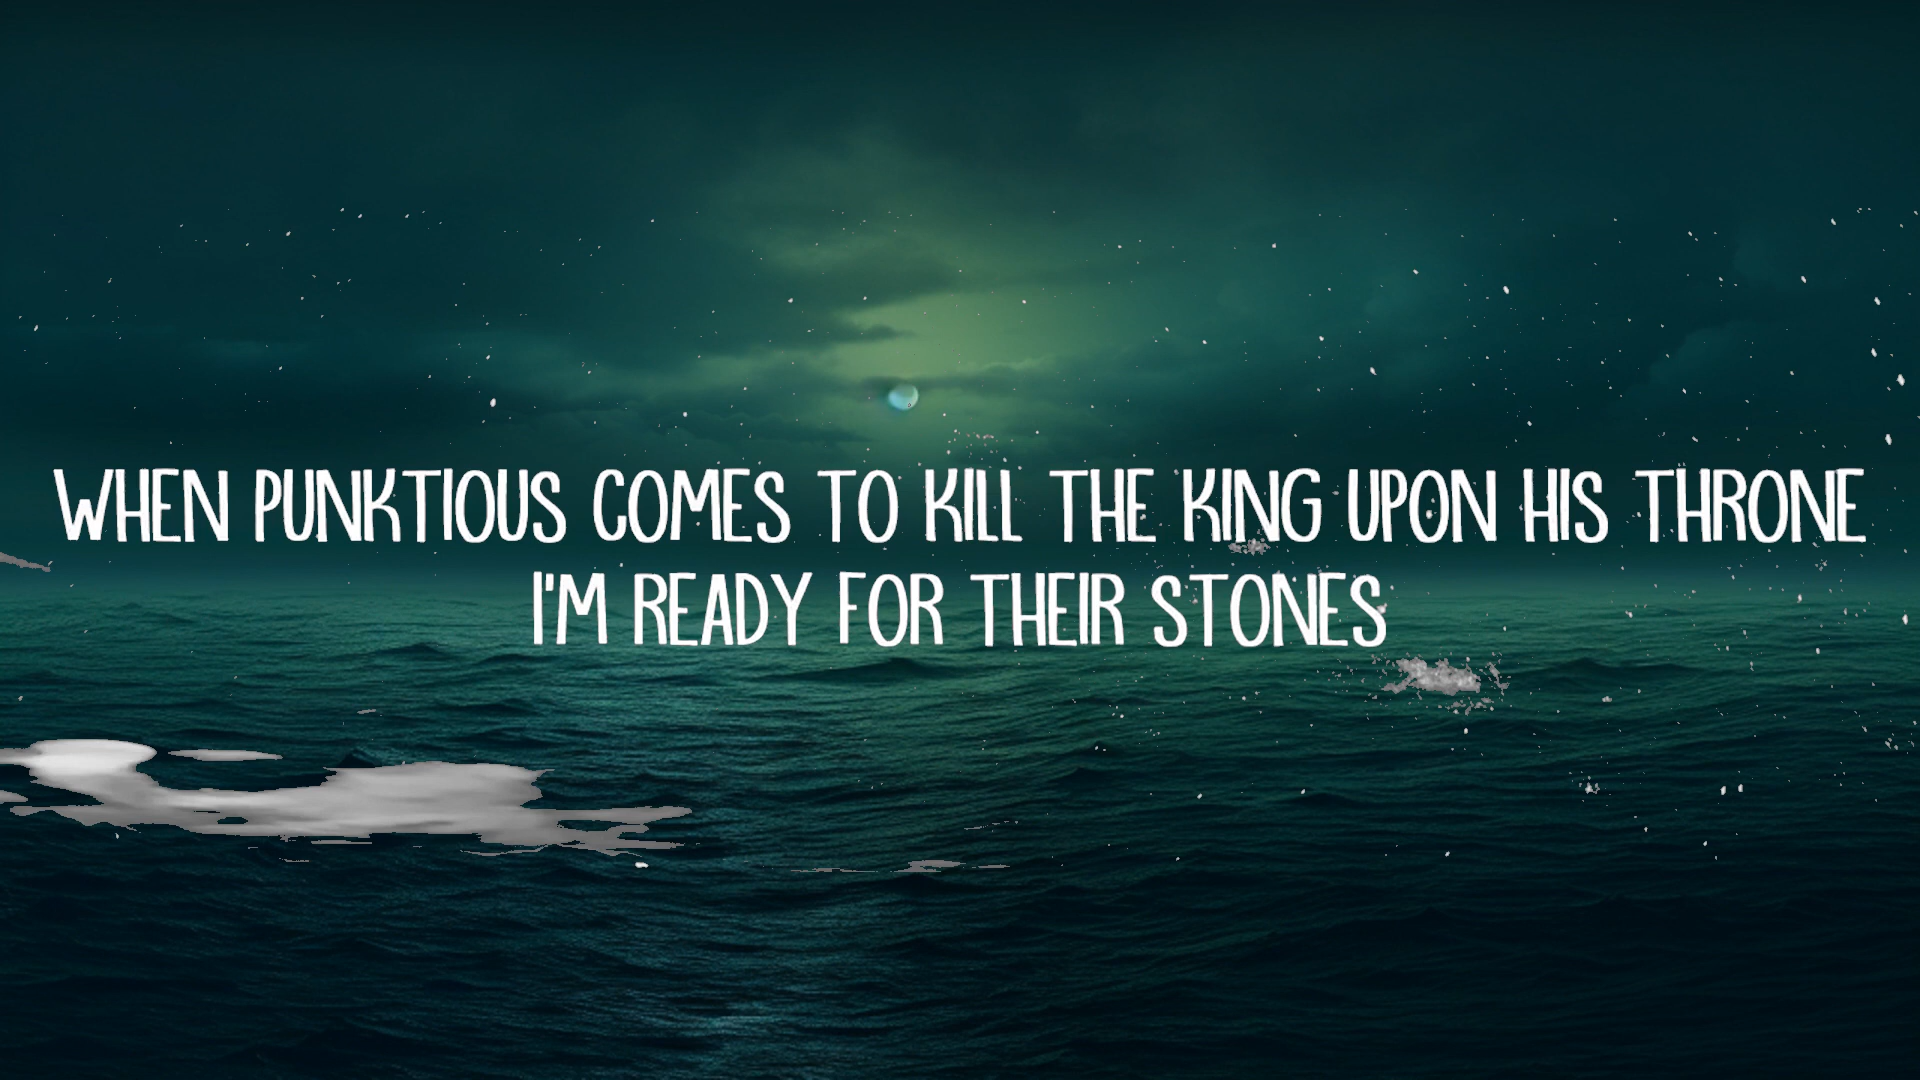 WHEN PUNKTIOUS COMES TO KILL THE KING UPON HIS THRONE
I'M READY FOR THEIR STONES